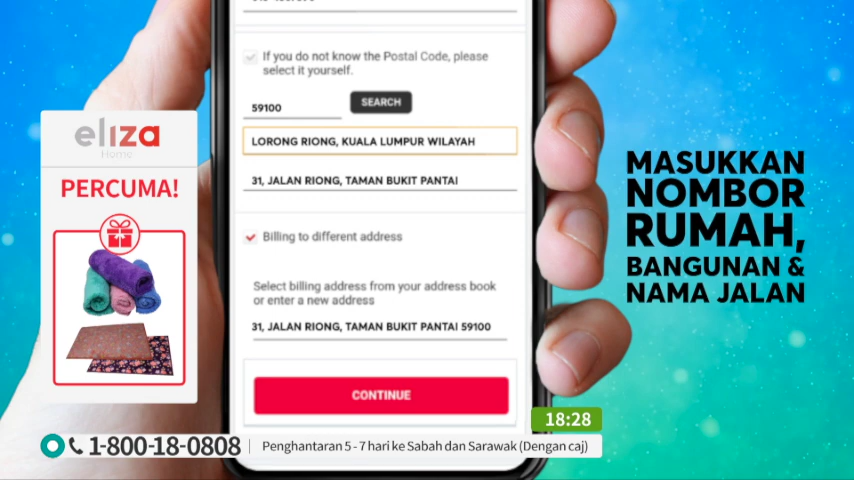 If you do not know the Postal Code, please
select it yourself.
59100
SEARCH
LORONG RIONG, KUALA LUMPUR WILAYAH
31, JALAN RIONG, TAMAN BUKIT PANTAI
Billing to different address
Select billing address from your address book
or enter a new address
31, JALAN RIONG, TAMAN BUKIT PANTAI 59100
CONTINUE
eliza
Home
PERCUMA!
MASUKKAN
NOMBOR
RUMAH,
BANGUNAN &
NAMA JALAN
18:28
1-800-18-0808
Penghantaran 5 - 7 hari ke Sabah dan Sarawak (Dengan caj)